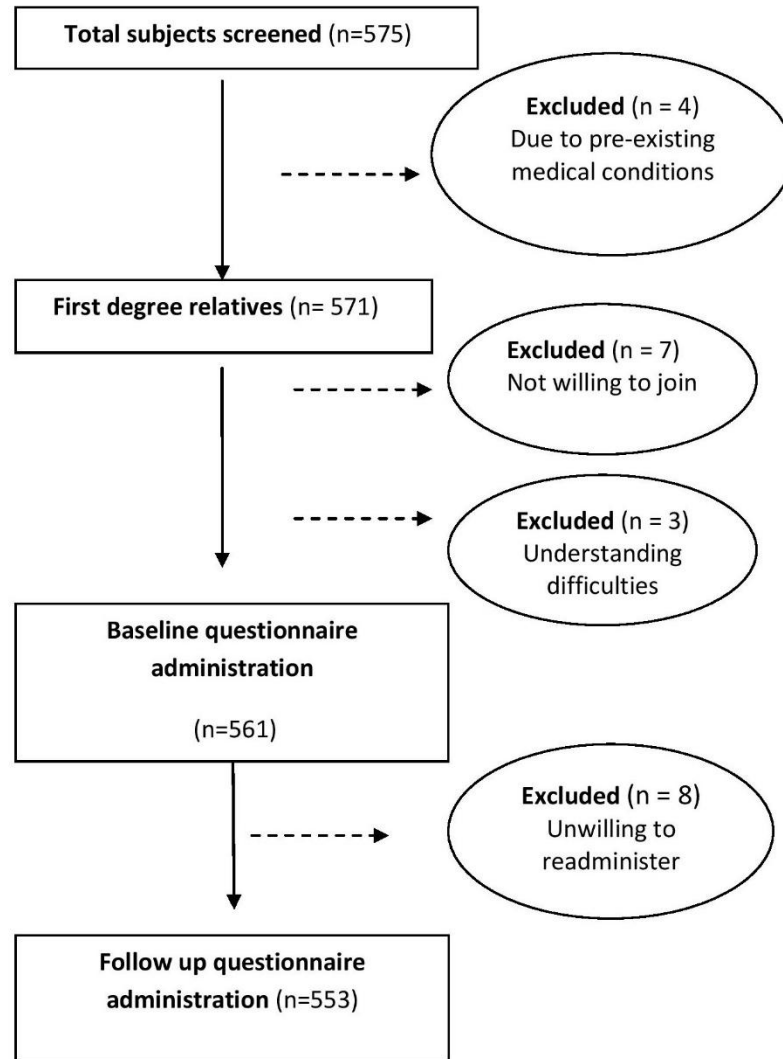 Total subjects screened (n=575)
Excluded (n = 4)
Due to pre-existing
medical conditions
First degree relatives (n= 571)
Excluded (n = 7)
Not willing to join
Excluded (n = 3)
Understanding
difficulties
Baseline questionnaire
administration
(n=561)
Excluded (n = 8)
Unwilling to
readminister
Follow up questionnaire
administration (n=553)